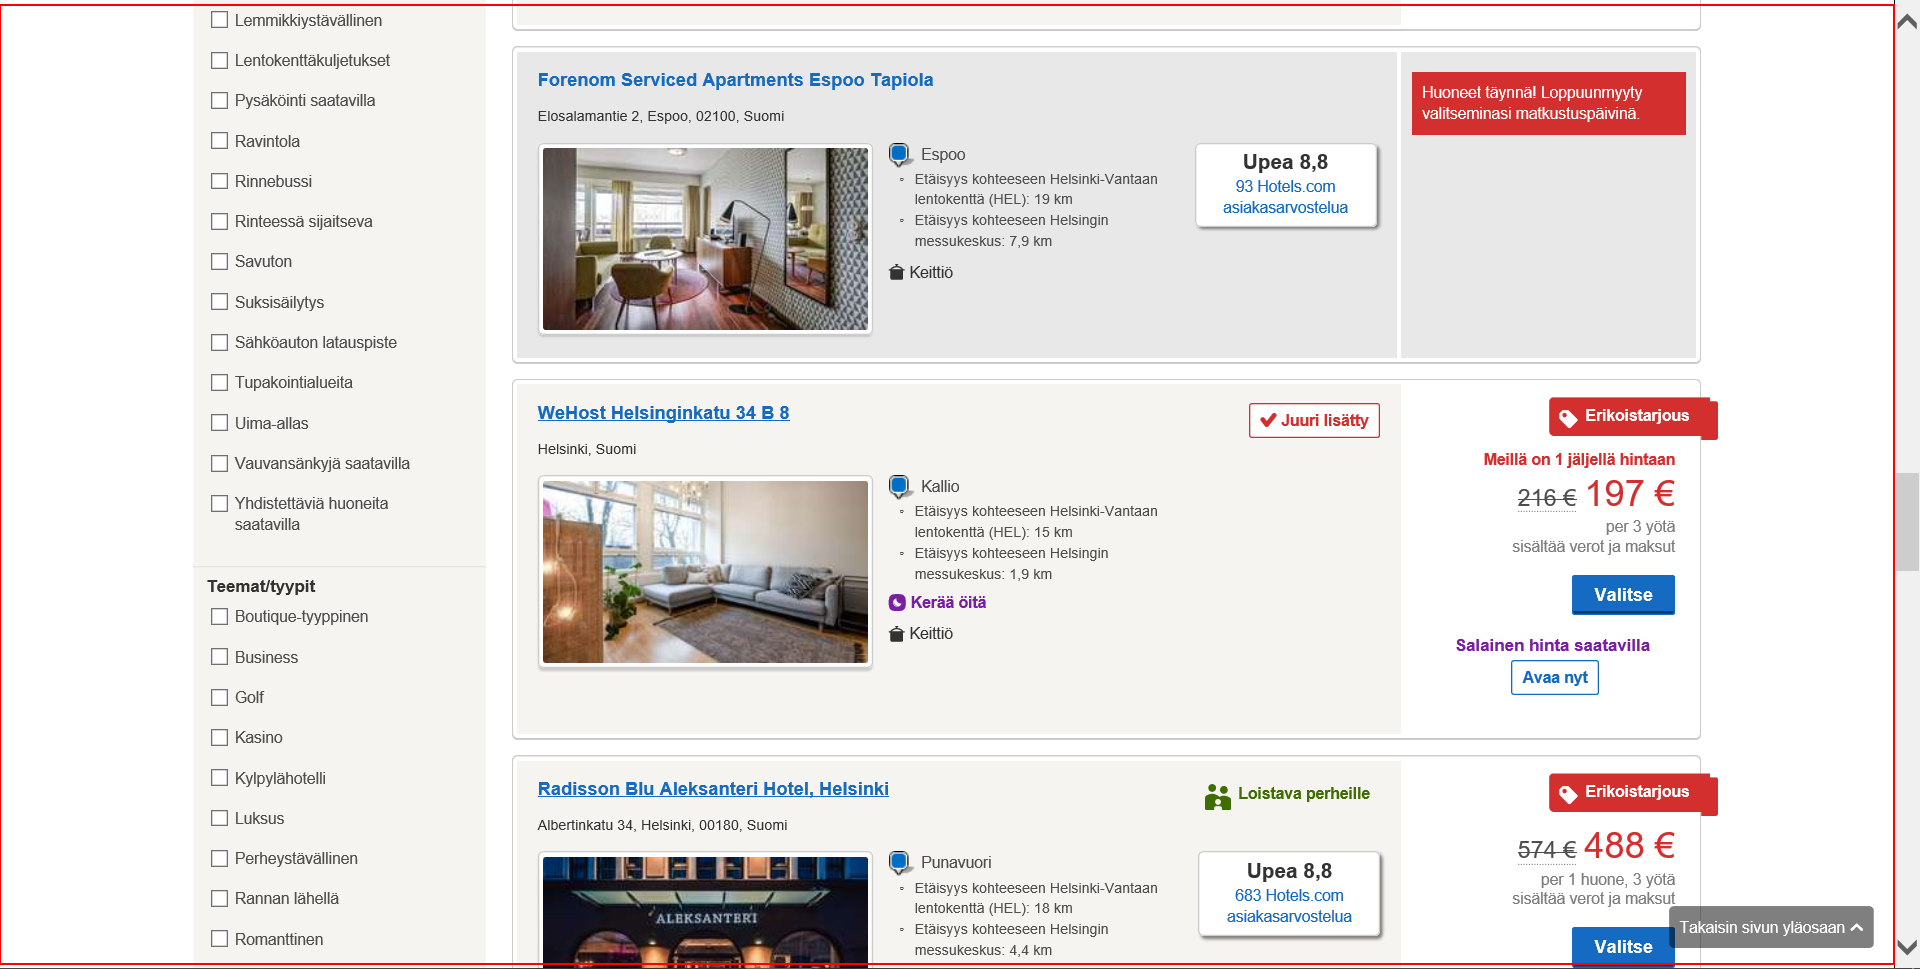 Lemmikkiystävällinen
Lentokenttäkuljetukset
Pysäköinti saatavilla
Ravintola
Rinnebussi
Rinteessä sijaitseva
Savuton
Suksisäilytys
Sähköauton latauspiste
Tupakointialueita
Uima-allas
Vauvansänkyjä saatavilla
Yhdistettäviä huoneita
saatavilla
Teemat/tyypit
Boutique-tyyppinen
Business
Golf
Kasino
Kylpylähotelli
Luksus
Perheystävällinen
Rannan lähellä
Romanttinen
Forenom Serviced Apartments Espoo Tapiola
Elosalamantie 2, Espoo, 02100, Suomi
Espoo
Etäisyys kohteeseen Helsinki-Vantaan
lentokenttä (HEL): 19 km
Etäisyys kohteeseen Helsingin
messukeskus: 7,9 km
Keittiö
Upea 8,8
93 Hotels.com
asiakasarvostelua
Huoneet täynnä! Loppuunmyyty
valitseminasi matkustuspäivinä.
WeHost Helsinginkatu 34 B 8
Helsinki, Suomi
Juuri lisätty
Kallio
Etäisyys kohteeseen Helsinki-Vantaan
lentokenttä (HEL): 15 km
Etäisyys kohteeseen Helsingin
messukeskus: 1,9 km
Kerää öitä
Keittiö
Erikoistarjous
Meillä on 1 jäljellä hintaan
216 € 197 €
per 3 yötä
sisältää verot ja maksut
Valitse
Salainen hinta saatavilla
Avaa nyt
Radisson Blu Aleksanteri Hotel, Helsinki
Albertinkatu 34, Helsinki, 00180, Suomi
Loistava perheille
ALEKSANTERI
Punavuori
Etäisyys kohteeseen Helsinki-Vantaan
lentokenttä (HEL): 18 km
Etäisyys kohteeseen Helsingin
messukeskus: 4,4 km
Upea 8,8
683 Hotels.com
asiakasarvostelua
Erikoistarjous
574 € 488 €
per 1 huone, 3 yötä
sisältää verot ja maksut
Valitse
Takaisin sivun yläosaan